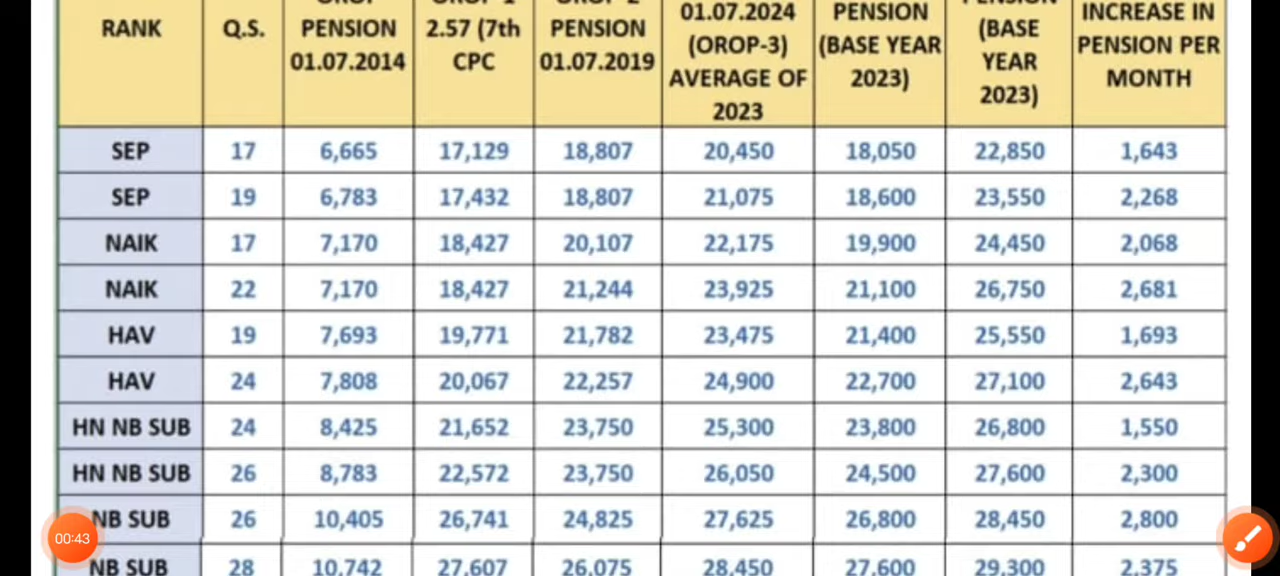 RANK Q.S. PENSION 01.07.2014 2.57 (7th CPC PENSION 01.07.2019 01.07.2024 (OROP-3) AVERAGE OF 2023 PENSION (BASE YEAR 2023) (BASE YEAR 2023) INCREASE IN PENSION PER MONTH
SEP 17 6,665 17,129 18,807 20,450 18,050 22,850 1,643
SEP 19 6,783 17,432 18,807 21,075 18,600 23,550 2,268
NAIK 17 7,170 18,427 20,107 22,175 19,900 24,450 2,068
NAIK 22 7,170 18,427 21,244 23,925 21,100 26,750 2,681
HAV 19 7,693 19,771 21,782 23,475 21,400 25,550 1,693
HAV 24 7,808 20,067 22,257 24,900 22,700 27,100 2,643
HN NB SUB 24 8,425 21,652 23,750 25,300 23,800 26,800 1,550
HN NB SUB 26 8,783 22,572 23,750 26,050 24,500 27,600 2,300
NB SUB 26 10,405 26,741 24,825 27,625 26,800 28,450 2,800
00:43
NB SUB 28 10,742 27,607 26,075 28,450 27,600 29,300 2,375